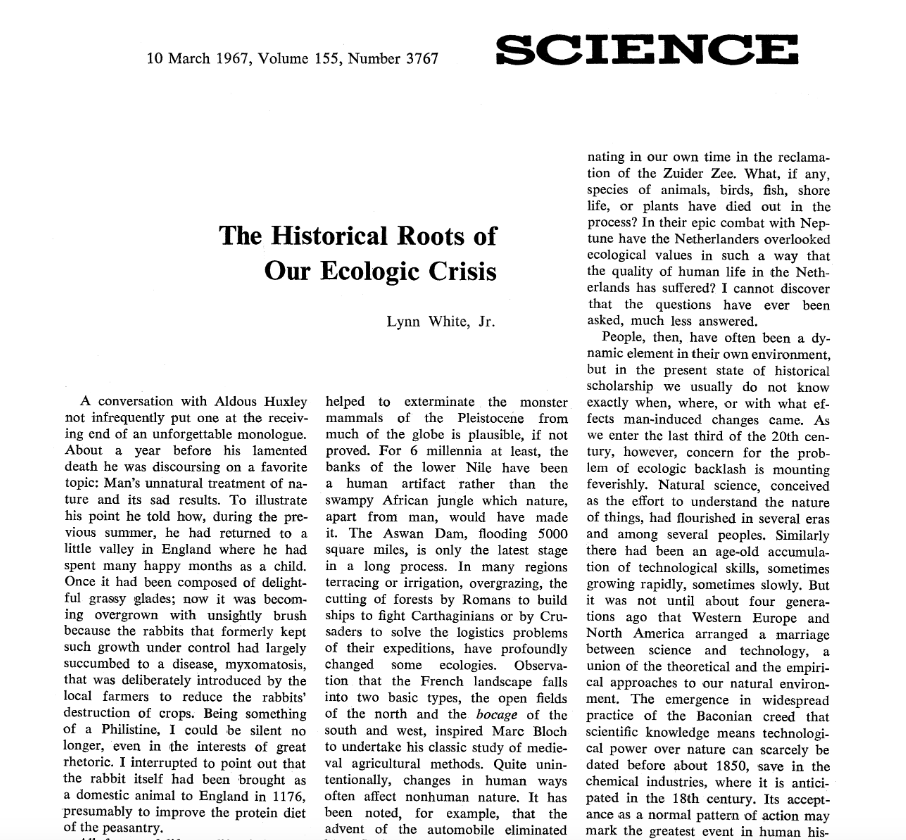 10 March 1967, Volume 155, Number 3767
SCIENCE
The Historical Roots of
Our Ecologic Crisis
Lynn White, Jr.
A conversation with Aldous Huxley
not infrequently put one at the receiv-
ing end of an unforgettable monologue.
About a year before his lamented
death he was discoursing on a favorite
topic: Man's unnatural treatment of na-
ture and its sad results. To illustrate
his point he told how, during the pre-
vious summer, he had returned to a
little valley in England where he had
spent many happy months as a child.
Once it had been composed of delight-
ful grassy glades; now it was becom-
ing overgrown with unsightly brush
because the rabbits that formerly kept
such growth under control had largely
succumbed to a disease, myxomatosis,
that was deliberately introduced by the
local farmers to reduce the rabbits'
destruction of crops. Being something
of a Philistine, I could be silent no
longer, even in the interests of great
rhetoric. I interrupted to point out that
the rabbit itself had been brought as
a domestic animal to England in 1176,
presumably to improve the protein diet
of the peasantry.
helped to exterminate the monster
mammals of the Pleistocene from
much of the globe is plausible, if not
proved. For 6 millennia at least, the
banks of the lower Nile have been
a human artifact rather than the
swampy African jungle which nature,
apart from man, would have made
it. The Aswan Dam, flooding 5000
square miles, is only the latest stage
in a long process. In many regions
terracing or irrigation, overgrazing, the
cutting of forests by Romans to build
ships to fight Carthaginians or by Cru-
saders to solve the logistics problems
of their expeditions, have profoundly
changed some ecologies. Observa-
tion that the French landscape falls
into two basic types, the open fields
of the north and the bocage of the
south and west, inspired Marc Bloch
to undertake his classic study of medie-
val agricultural methods. Quite unin-
tentionally, changes in human ways
often affect nonhuman nature. It has
been noted, for example, that the
advent of the automobile eliminated
nating in our own time in the reclama-
tion of the Zuider Zee. What, if any,
species of animals, birds, fish, shore
life, or plants have died out in the
process? In their epic combat with Nep-
tune have the Netherlanders overlooked
ecological values in such a way that
the quality of human life in the Neth-
erlands has suffered? I cannot discover
that the questions have ever been
asked, much less answered.
People, then, have often been a dy-
namic element in their own environment,
but in the present state of historical
scholarship we usually do not know
exactly when, where, or with what ef-
fects man-induced changes came. As
we enter the last third of the 20th cen-
tury, however, concern for the prob-
lem of ecologic backlash is mounting
feverishly. Natural science, conceived
as the effort to understand the nature
of things, had flourished in several eras
and among several peoples. Similarly
there had been an age-old accumula-
tion of technological skills, sometimes
growing rapidly, sometimes slowly. But
it was not until about four genera-
tions ago that Western Europe and
North America arranged a marriage
between science and technology, a
union of the theoretical and the empiri-
cal approaches to our natural environ-
ment. The emergence in widespread
practice of the Baconian creed that
scientific knowledge means technologi-
cal power over nature can scarcely be
dated before about 1850, save in the
chemical industries, where it is antici-
pated in the 18th century. Its accept-
ance as a normal pattern of action may
mark the greatest event in human his-